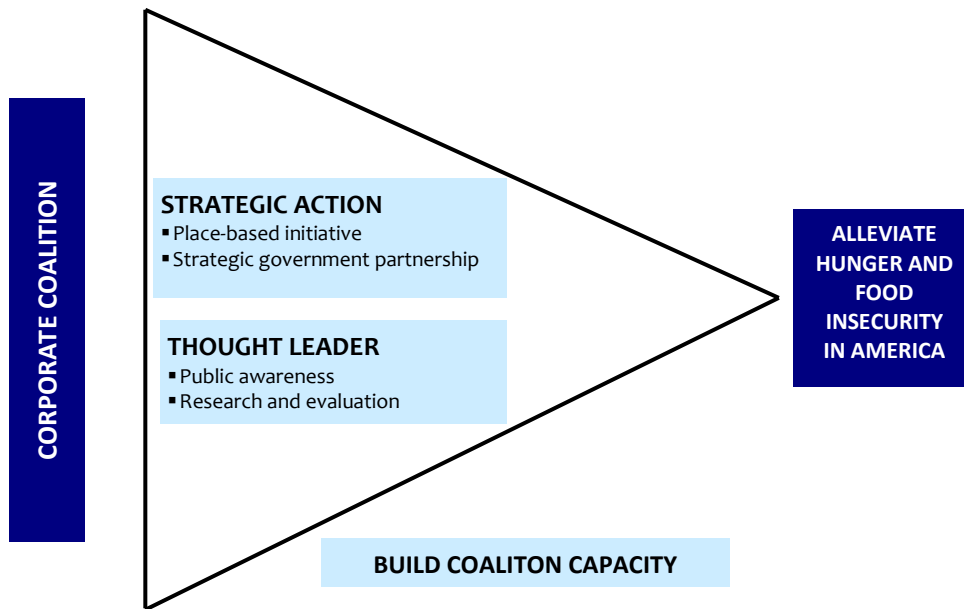 CORPORATE COALITION
STRATEGIC ACTION
▪ Place-based initiative
▪ Strategic government partnership
THOUGHT LEADER
▪ Public awareness
▪ Research and evaluation
BUILD COALITON CAPACITY
ALLEVIATE
HUNGER AND
FOOD
INSECURITY
IN AMERICA